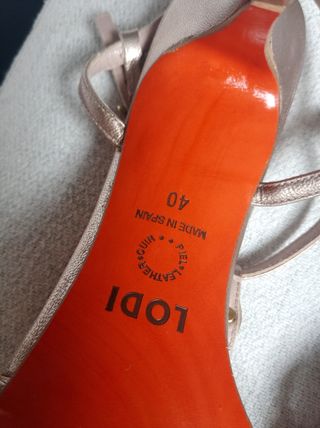 LODI
PIEL • LEATHER • CUIR • •
MADE IN SPAIN
40